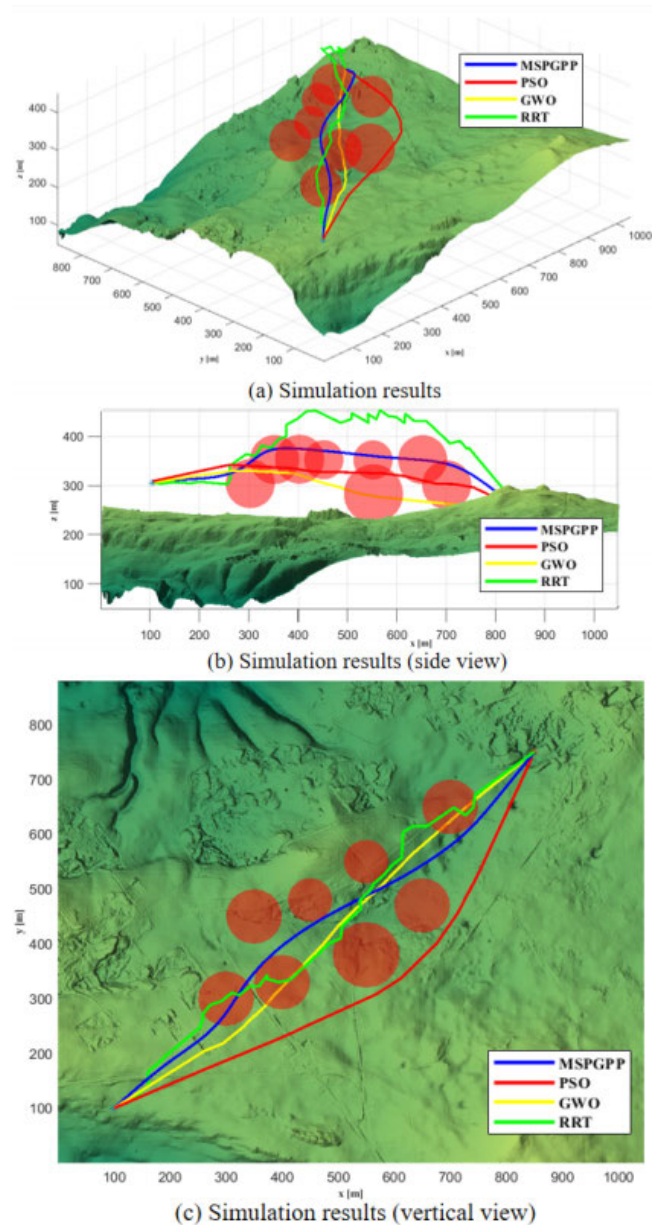 MSPGPP
PSO
GWO
RRT
400
300
200
100
z [m]
800
700
600
500
400
300
200
100
y [m]
100
200
300
400
500
600
700
800
900
1000
x [m]
(a) Simulation results
400
300
200
100
z [m]
MSPGPP
PSO
GWO
RRT
100 200 300 400 500 600 700 800 900 1000
x [m]
(b) Simulation results (side view)
800
700
600
500
400
300
200
100
y [m]
MSPGPP
PSO
GWO
RRT
100 200 300 400 500 600 700 800 900 1000
x [m]
(c) Simulation results (vertical view)